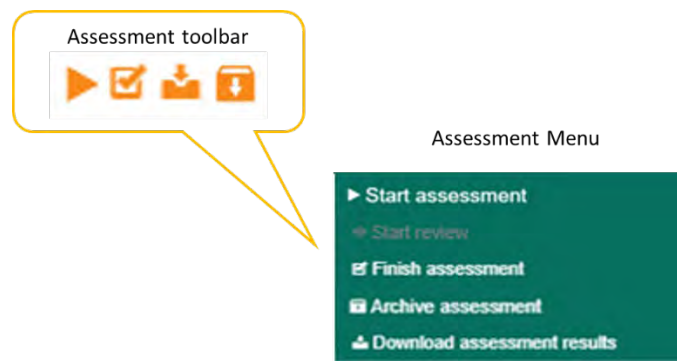 Assessment toolbar
Assessment Menu
Start assessment
Start review
Finish assessment
Archive assessment
Download assessment results